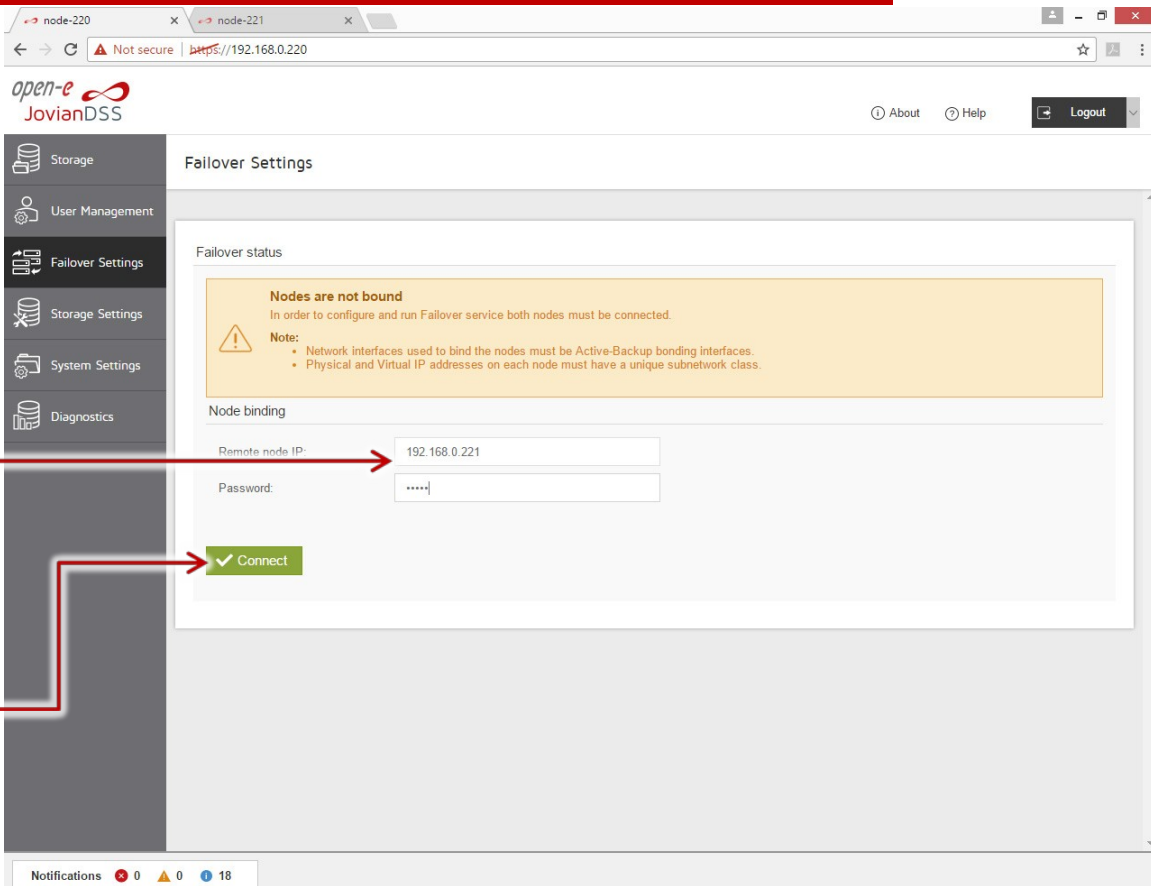 node-220
node-221
Not secure | https://192.168.0.220
open-e
JovianDSS
About
Help
Logout
Storage
User Management
Failover Settings
Storage Settings
System Settings
Diagnostics
Failover Settings
Failover status
Nodes are not bound
In order to configure and run Failover service both nodes must be connected.
Note:
• Network interfaces used to bind the nodes must be Active-Backup bonding interfaces.
• Physical and Virtual IP addresses on each node must have a unique subnetwork class.
Node binding
Remote node IP: 192.168.0.221
Password: •••••
Connect
Notifications 0 0 18